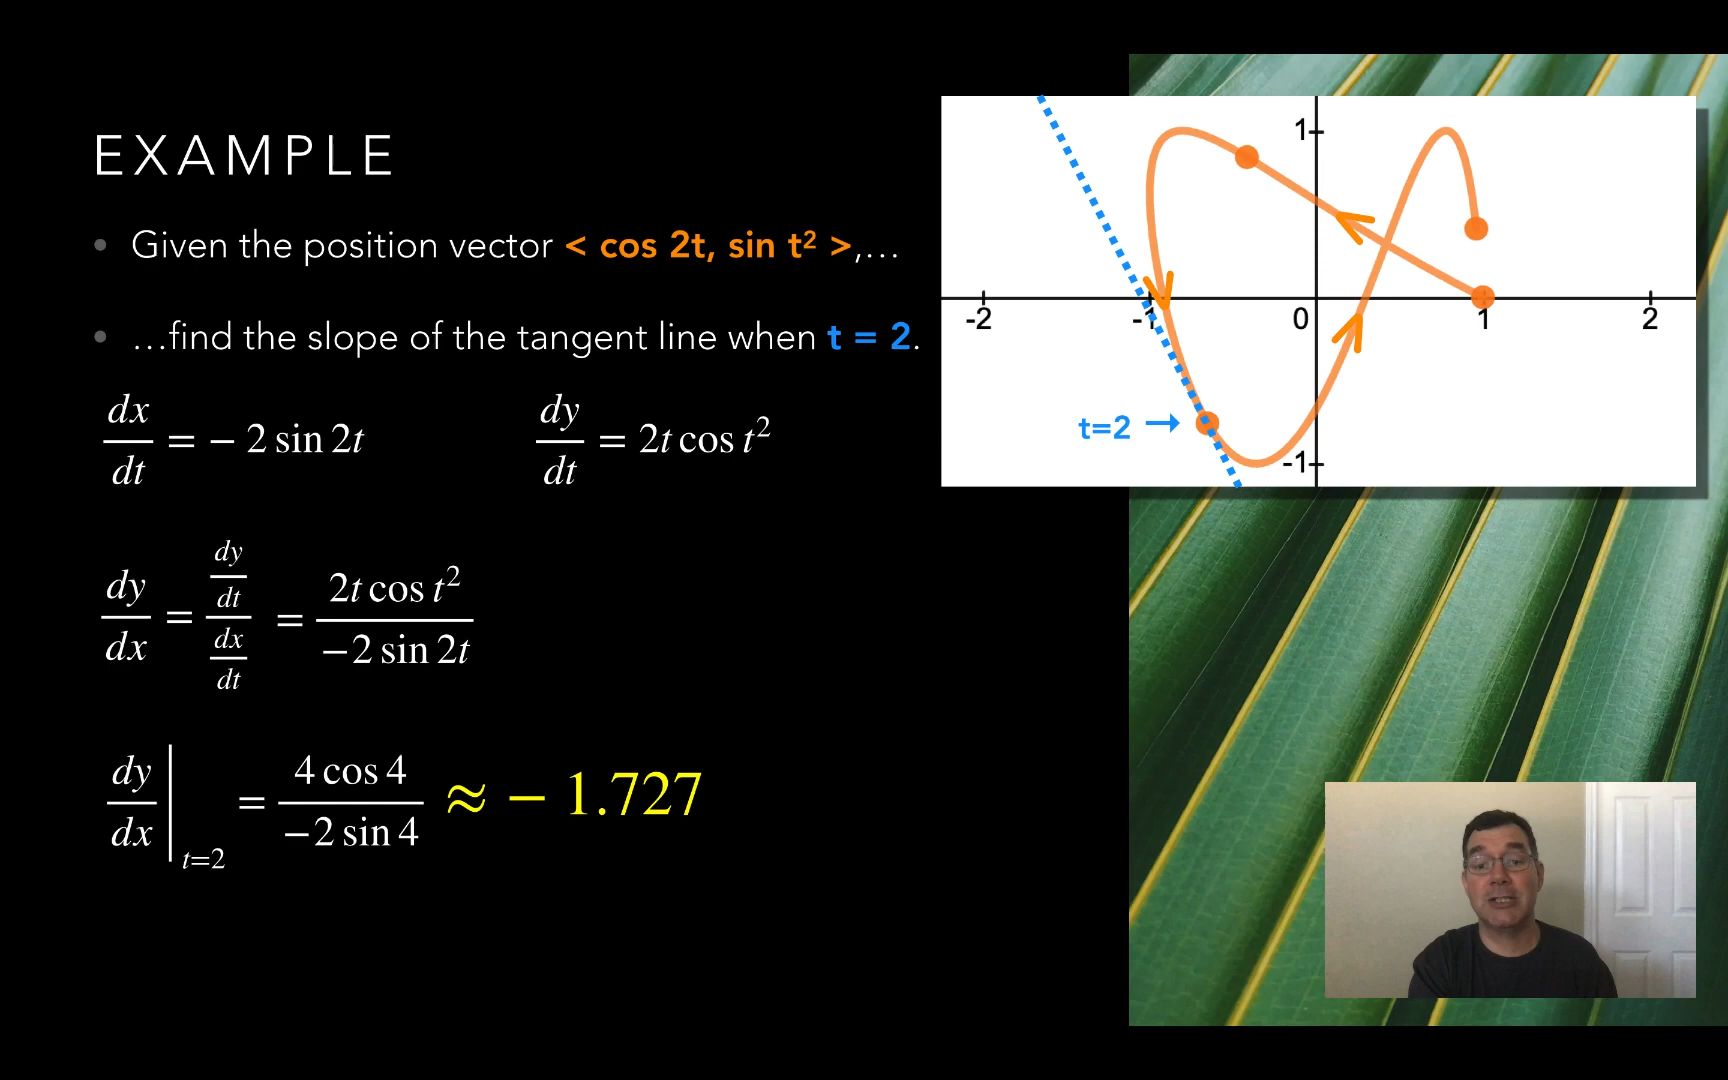 EXAMPLE
• Given the position vector < cos 2t, sin t² >,…
• …find the slope of the tangent line when t = 2.
dx/dt = − 2 sin 2t
dy/dt = 2t cos t²
dy/dx = (dy/dt)/(dx/dt) = (2t cos t²)/(−2 sin 2t)
dy/dx |t=2 = (4 cos 4)/(−2 sin 4) ≈ − 1.727
1
-2 -1 0 1 2
t=2 →
-1